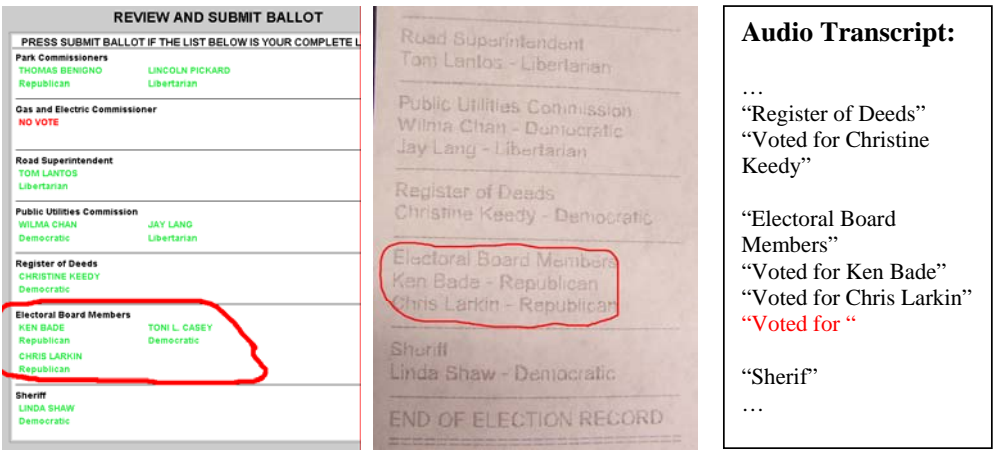 REVIEW AND SUBMIT BALLOT
PRESS SUBMIT BALLOT IF THE LIST BELOW IS YOUR COMPLETE L
Park Commissioners
THOMAS BENIGNO LINCOLN PICKARD
Republican Libertarian
Gas and Electric Commissioner
NO VOTE
Road Superintendent
TOM LANTOS
Libertarian
Public Utilities Commission
WILMA CHAN JAY LANG
Democratic Libertarian
Register of Deeds
CHRISTINE KEEDY
Democratic
Electoral Board Members
KEN BADE TONI L. CASEY
Republican Democratic
CHRIS LARKIN
Republican
Sheriff
LINDA SHAW
Democratic
Road Superintendent
Tom Lantos - Libertarian
Public Utilities Commission
Wilma Chan - Democratic
Jay Lang - Libertarian
Register of Deeds
Christine Keedy - Democratic
Electoral Board Members
Ken Bade - Republican
Chris Larkin - Republican
Sheriff
Linda Shaw - Democratic
END OF ELECTION RECORD
Audio Transcript:
…
“Register of Deeds”
“Voted for Christine
Keedy”
“Electoral Board
Members”
“Voted for Ken Bade”
“Voted for Chris Larkin”
“Voted for “
“Sherif”
…